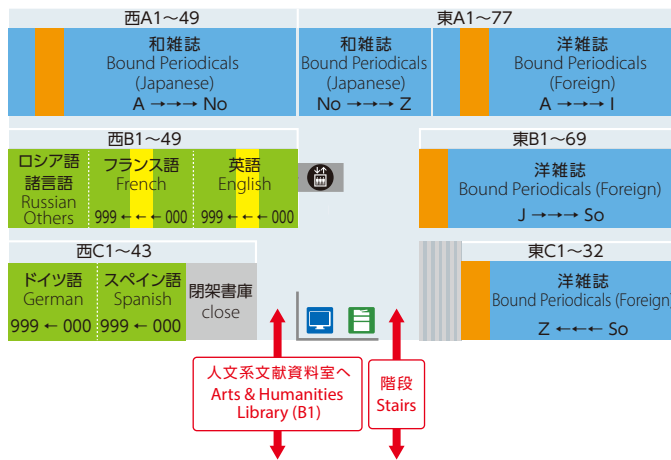 西A1～49
東A1～77
和雑誌
Bound Periodicals
(Japanese)
A →→→ No
和雑誌
Bound Periodicals
(Japanese)
No →→→ Z
洋雑誌
Bound Periodicals
(Foreign)
A →→→ I
西B1～49
東B1～69
ロシア語
諸言語
Russian
Others
フランス語
French
999 ←←← 000
英語
English
999 ←←← 000
洋雑誌
Bound Periodicals (Foreign)
J →→→ So
西C1～43
東C1～32
ドイツ語
German
999 ← 000
スペイン語
Spanish
999 ← 000
閉架書庫
close
洋雑誌
Bound Periodicals (Foreign)
Z ←←← So
人文系文献資料室へ
Arts & Humanities
Library (B1)
階段
Stairs